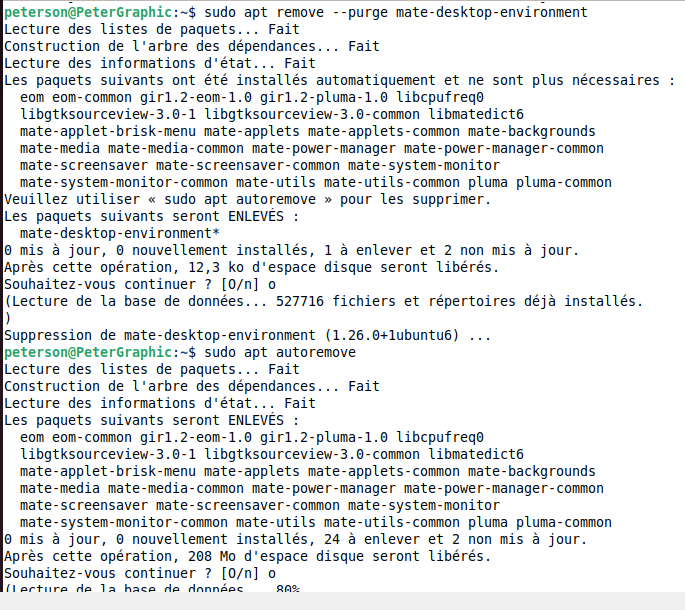 peterson@PeterGraphic:~$ sudo apt remove --purge mate-desktop-environment
Lecture des listes de paquets... Fait
Construction de l'arbre des dépendances... Fait
Lecture des informations d'état... Fait
Les paquets suivants ont été installés automatiquement et ne sont plus nécessaires :
  eom eom-common gir1.2-eom-1.0 gir1.2-pluma-1.0 libcpufreq0
  libgtksourceview-3.0-1 libgtksourceview-3.0-common libmatedict6
  mate-applet-brisk-menu mate-applets mate-applets-common mate-backgrounds
  mate-media mate-media-common mate-power-manager mate-power-manager-common
  mate-screensaver mate-screensaver-common mate-system-monitor
  mate-system-monitor-common mate-utils mate-utils-common pluma pluma-common
Veuillez utiliser « sudo apt autoremove » pour les supprimer.
Les paquets suivants seront ENLEVÉS :
  mate-desktop-environment*
0 mis à jour, 0 nouvellement installés, 1 à enlever et 2 non mis à jour.
Après cette opération, 12,3 ko d'espace disque seront libérés.
Souhaitez-vous continuer ? [O/n] o
(Lecture de la base de données... 527716 fichiers et répertoires déjà installés.
)
Suppression de mate-desktop-environment (1.26.0+1ubuntu6) ...
peterson@PeterGraphic:~$ sudo apt autoremove
Lecture des listes de paquets... Fait
Construction de l'arbre des dépendances... Fait
Lecture des informations d'état... Fait
Les paquets suivants seront ENLEVÉS :
  eom eom-common gir1.2-eom-1.0 gir1.2-pluma-1.0 libcpufreq0
  libgtksourceview-3.0-1 libgtksourceview-3.0-common libmatedict6
  mate-applet-brisk-menu mate-applets mate-applets-common mate-backgrounds
  mate-media mate-media-common mate-power-manager mate-power-manager-common
  mate-screensaver mate-screensaver-common mate-system-monitor
  mate-system-monitor-common mate-utils mate-utils-common pluma pluma-common
0 mis à jour, 0 nouvellement installés, 24 à enlever et 2 non mis à jour.
Après cette opération, 208 Mo d'espace disque seront libérés.
Souhaitez-vous continuer ? [O/n] o
(Lecture de la base de données... 80%